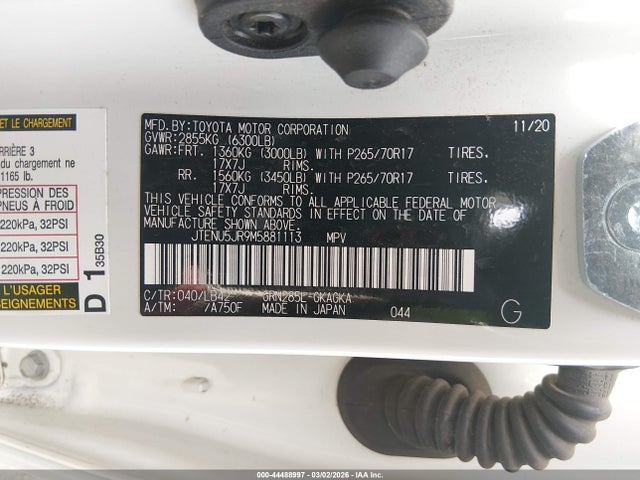 ET LE CHARGEMENT
RRIÈRE 3
du chargement ne
1165 lb.
PRESSION DES
PNEUS À FROID
220kPa, 32PSI
220kPa, 32PSI
220kPa, 32PSI
L'USAGER
NSEIGNEMENTS
D 1 35B30
MFD.BY:TOYOTA MOTOR CORPORATION 11/20
GVWR:2855KG (6300LB)
GAWR:FRT. 1360KG (3000LB) WITH P265/70R17 TIRES.
17X7J RIMS.
RR. 1560KG (3450LB) WITH P265/70R17 TIRES.
17X7J RIMS.
THIS VEHICLE CONFORMS TO ALL APPLICABLE FEDERAL MOTOR
VEHICLE SAFETY STANDARDS IN EFFECT ON THE DATE OF
MANUFACTURE SHOWN ABOVE.
JTENU5JR9M5881113 MPV
C/TR:040/LB42 GRN285L-GKAGKA
A/TM: /A750F MADE IN JAPAN 044
G
000-44488997 - 03/02/2026 - IAA Inc.